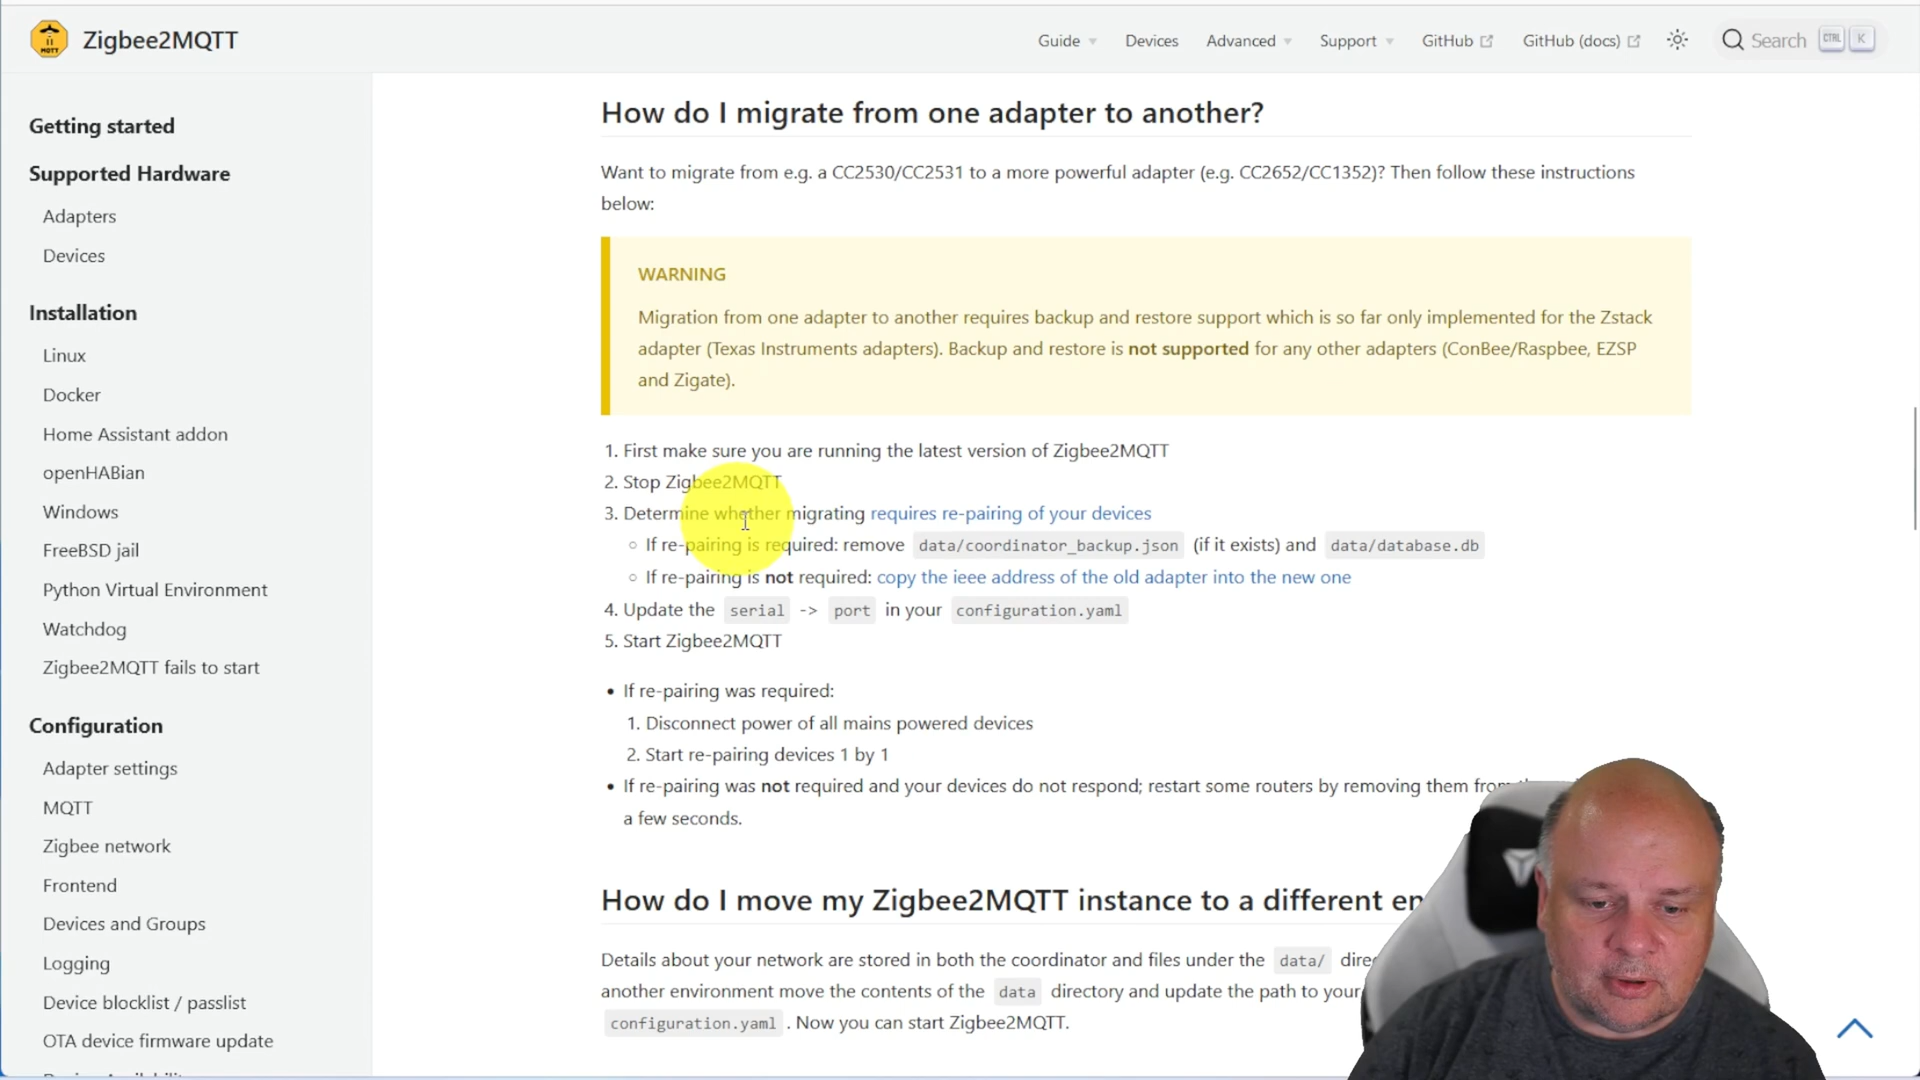 Zigbee2MQTT
Guide
Devices
Advanced
Support
GitHub
GitHub (docs)
Search
CTRL
K
Getting started
Supported Hardware
Adapters
Devices
Installation
Linux
Docker
Home Assistant addon
openHABian
Windows
FreeBSD jail
Python Virtual Environment
Watchdog
Zigbee2MQTT fails to start
Configuration
Adapter settings
MQTT
Zigbee network
Frontend
Devices and Groups
Logging
Device blocklist / passlist
OTA device firmware update
How do I migrate from one adapter to another?
Want to migrate from e.g. a CC2530/CC2531 to a more powerful adapter (e.g. CC2652/CC1352)? Then follow these instructions
below:
WARNING
Migration from one adapter to another requires backup and restore support which is so far only implemented for the Zstack
adapter (Texas Instruments adapters). Backup and restore is not supported for any other adapters (ConBee/Raspbee, EZSP
and Zigate).
1. First make sure you are running the latest version of Zigbee2MQTT
2. Stop Zigbee2MQTT
3. Determine whether migrating requires re-pairing of your devices
If re-pairing is required: remove data/coordinator_backup.json (if it exists) and data/database.db
If re-pairing is not required: copy the ieee address of the old adapter into the new one
4. Update the serial -> port in your configuration.yaml
5. Start Zigbee2MQTT
If re-pairing was required:
1. Disconnect power of all mains powered devices
2. Start re-pairing devices 1 by 1
If re-pairing was not required and your devices do not respond; restart some routers by removing them from
a few seconds.
How do I move my Zigbee2MQTT instance to a different
Details about your network are stored in both the coordinator and files under the data/
another environment move the contents of the data directory and update the path to your
configuration.yaml . Now you can start Zigbee2MQTT.